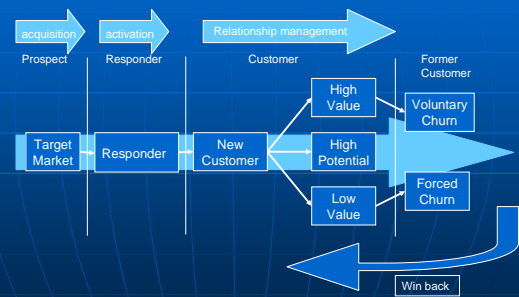 acquisition
activation
Relationship management
Prospect
Responder
Customer
Former
Customer
High
Value
Voluntary
Churn
Target
Market
Responder
New
Customer
High
Potential
Low
Value
Forced
Churn
Win back